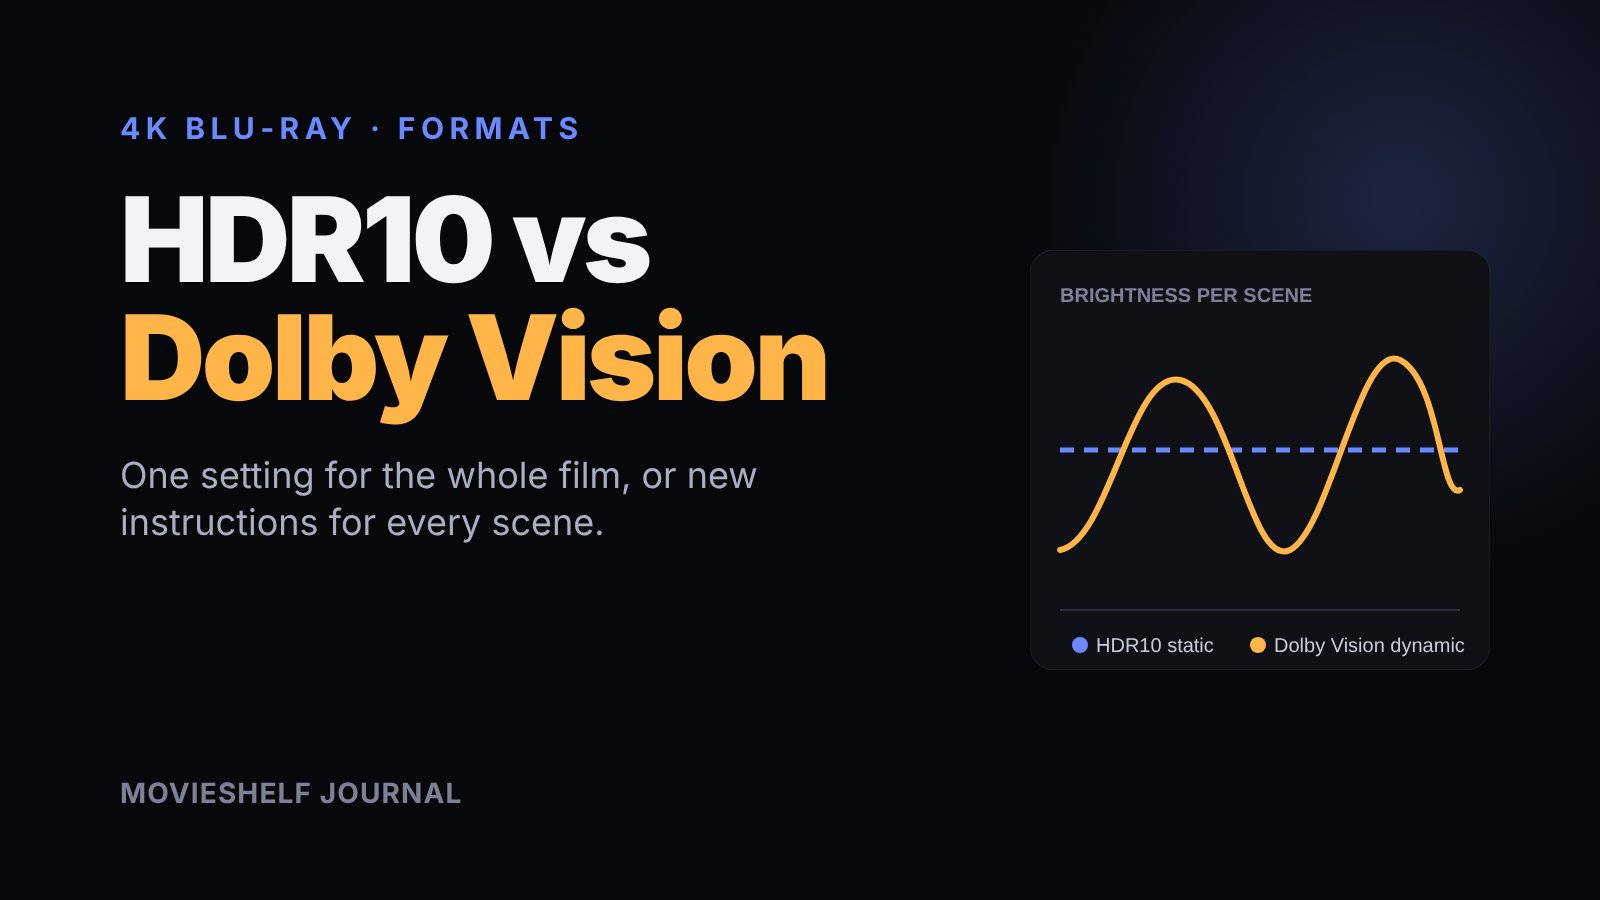 4K BLU-RAY · FORMATS
HDR10 vs
Dolby Vision
One setting for the whole film, or new
instructions for every scene.
BRIGHTNESS PER SCENE
HDR10 static
Dolby Vision dynamic
MOVIESHELF JOURNAL